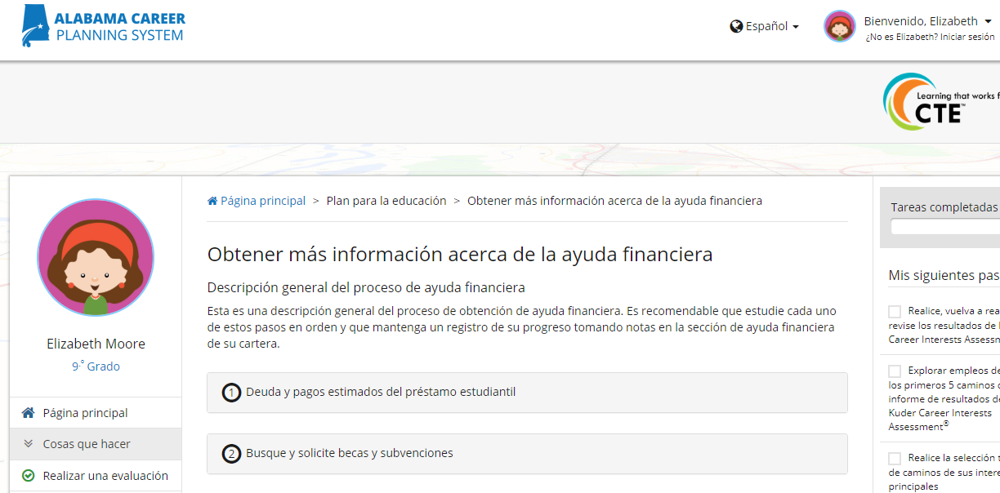 ALABAMA CAREER
PLANNING SYSTEM
Español
Bienvenido, Elizabeth
¿No es Elizabeth? Iniciar sesión
Learning that works f
CTE™
Página principal > Plan para la educación > Obtener más información acerca de la ayuda financiera
Elizabeth Moore
9.° Grado
Página principal
Cosas que hacer
Realizar una evaluación
Obtener más información acerca de la ayuda financiera
Descripción general del proceso de ayuda financiera
Esta es una descripción general del proceso de obtención de ayuda financiera. Es recomendable que estudie cada uno
de estos pasos en orden y que mantenga un registro de su progreso tomando notas en la sección de ayuda financiera
de su cartera.
1 Deuda y pagos estimados del préstamo estudiantil
2 Busque y solicite becas y subvenciones
Tareas completadas
Mis siguientes pas
Realice, vuelva a rea
revise los resultados de
Career Interests Assessm
Explorar empleos de
los primeros 5 caminos
informe de resultados de
Kuder Career Interests
Assessment®
Realice la selección
de caminos de sus intere
principales